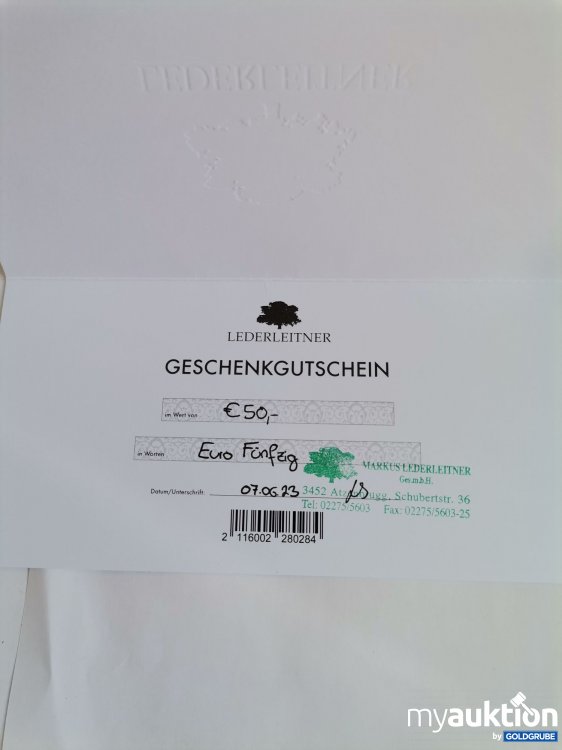 LEDERLEITNER
LEDERLEITNER
GESCHENKGUTSCHEIN
im Wert von € 50,-
in Worten Euro Fünfzig
MARKUS LEDERLEITNER
Ges.m.b.H.
Datum/Unterschrift: 07.06.23
3452 Atzenbrugg, Schubertstr. 36
Tel: 02275/5603 Fax: 02275/5603-25
2 116002 280284
myauktion
by GOLDGRUBE